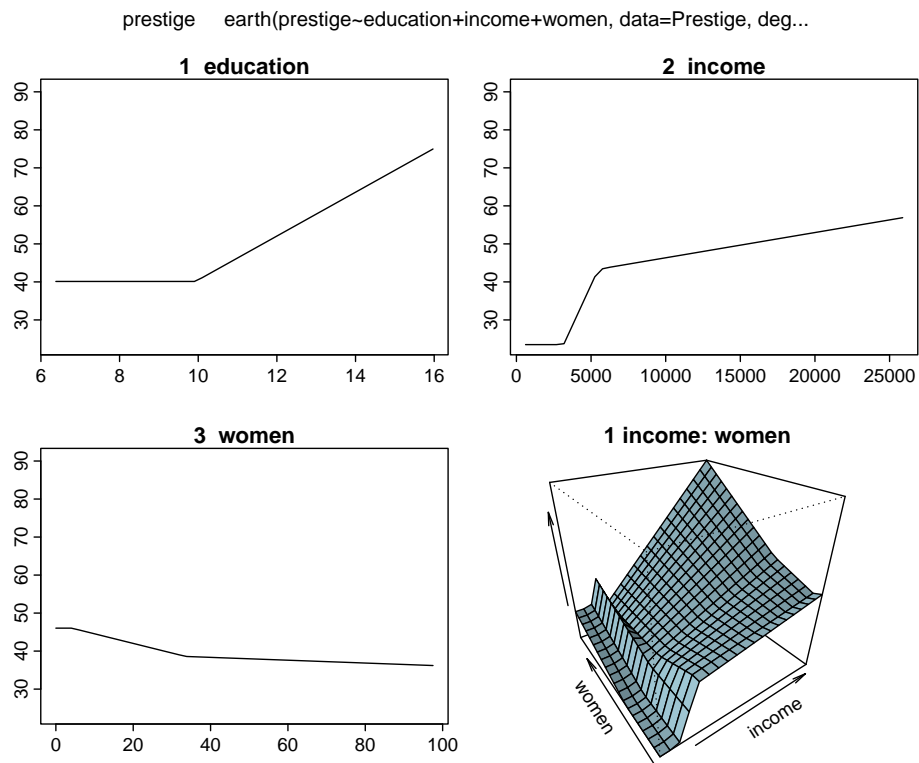 prestige earth(prestige~education+income+women, data=Prestige, deg...
1 education
90
80
70
60
50
40
30
6 8 10 12 14 16
2 income
90
80
70
60
50
40
30
0 5000 10000 15000 20000 25000
3 women
90
80
70
60
50
40
30
0 20 40 60 80 100
1 income: women
women
income